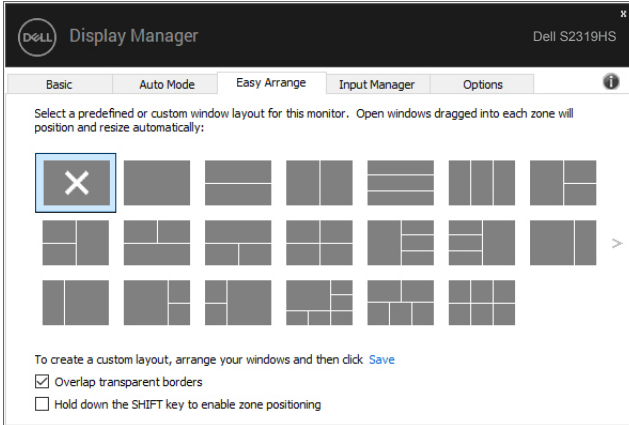 x
DELL Display Manager
Dell S2319HS
Basic Auto Mode Easy Arrange Input Manager Options i
Select a predefined or custom window layout for this monitor. Open windows dragged into each zone will
position and resize automatically:
>
To create a custom layout, arrange your windows and then click Save
Overlap transparent borders
Hold down the SHIFT key to enable zone positioning